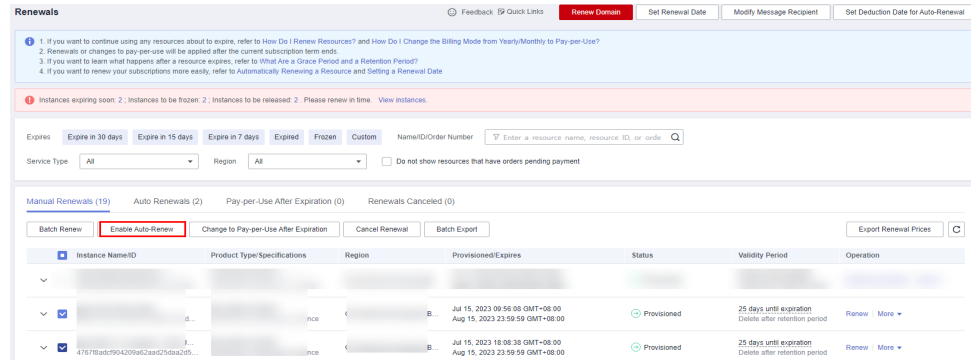 Renewals
Feedback Quick Links Renew Domain Set Renewal Date Modify Message Recipient Set Deduction Date for Auto-Renewal
1. If you want to continue using any resources about to expire, refer to How Do I Renew Resources? and How Do I Change the Billing Mode from Yearly/Monthly to Pay-per-Use?
2. Renewals or changes to pay-per-use will be applied after the current subscription term ends.
3. If you want to learn what happens after a resource expires, refer to What Are a Grace Period and a Retention Period?
4. If you want to renew your subscriptions more easily, refer to Automatically Renewing a Resource and Setting a Renewal Date
Instances expiring soon: 2 ; Instances to be frozen: 2 ; Instances to be released: 2 . Please renew in time. View instances.
Expires Expire in 30 days Expire in 15 days Expire in 7 days Expired Frozen Custom Name/ID/Order Number Enter a resource name, resource ID, or orde
Service Type All Region All Do not show resources that have orders pending payment
Manual Renewals (19) Auto Renewals (2) Pay-per-Use After Expiration (0) Renewals Canceled (0)
Batch Renew Enable Auto-Renew Change to Pay-per-Use After Expiration Cancel Renewal Batch Export Export Renewal Prices
Instance Name/ID Product Type/Specifications Region Provisioned/Expires Status Validity Period Operation
Jul 15, 2023 09:56:08 GMT+08:00 25 days until expiration
d... nce B... Provisioned Renew More
Aug 15, 2023 23:59:59 GMT+08:00 Delete after retention period
Jul 15, 2023 18:08:38 GMT+08:00 25 days until expiration
B... Provisioned Renew More
4767f8adcf904209a62aad25daa2d5... nce Aug 15, 2023 23:59:59 GMT+08:00 Delete after retention period